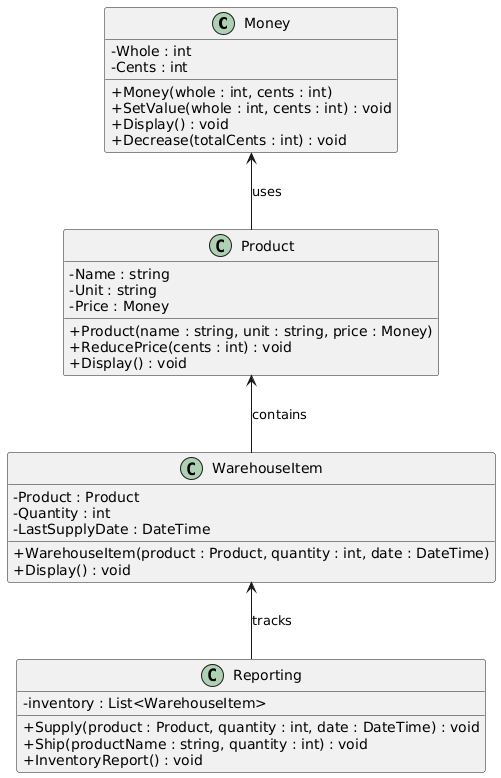 C Money
-Whole : int
-Cents : int
+Money(whole : int, cents : int)
+SetValue(whole : int, cents : int) : void
+Display() : void
+Decrease(totalCents : int) : void
uses
C Product
-Name : string
-Unit : string
-Price : Money
+Product(name : string, unit : string, price : Money)
+ReducePrice(cents : int) : void
+Display() : void
contains
C WarehouseItem
-Product : Product
-Quantity : int
-LastSupplyDate : DateTime
+WarehouseItem(product : Product, quantity : int, date : DateTime)
+Display() : void
tracks
C Reporting
-inventory : List<WarehouseItem>
+Supply(product : Product, quantity : int, date : DateTime) : void
+Ship(productName : string, quantity : int) : void
+InventoryReport() : void